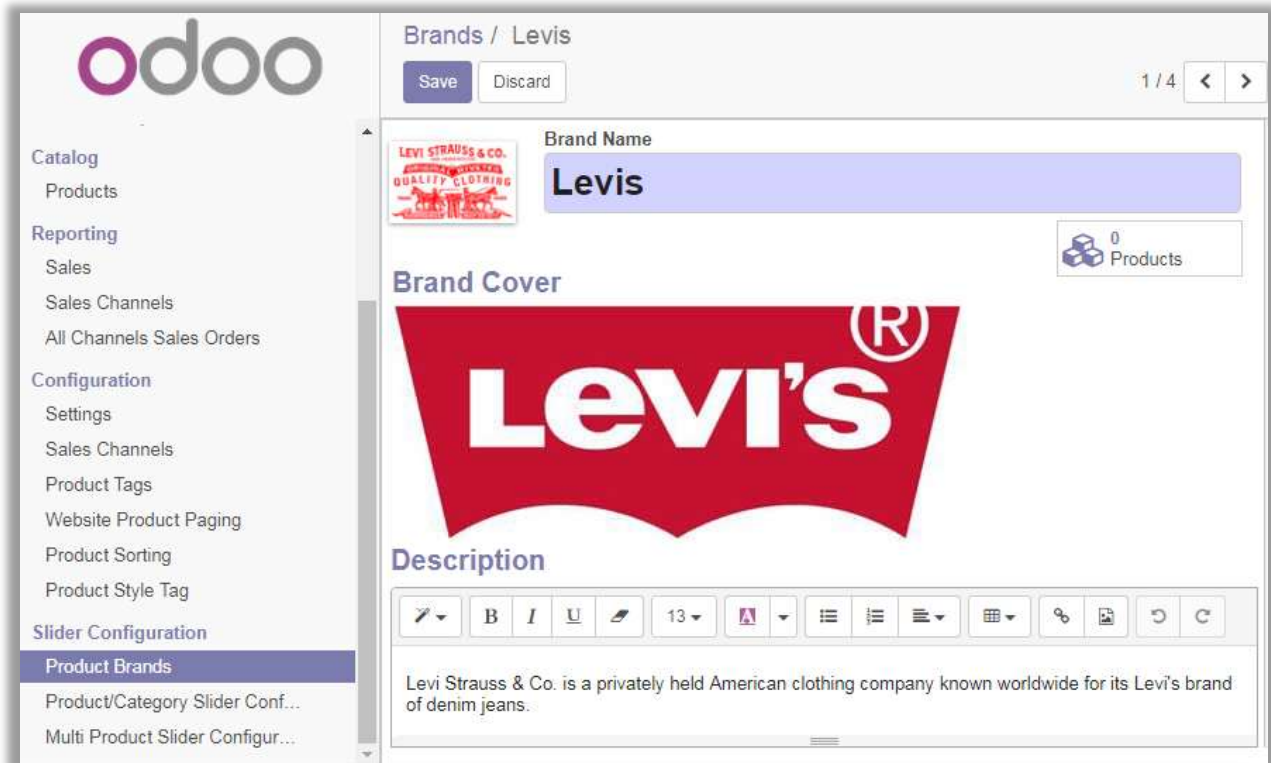 odoo
Catalog
Products
Reporting
Sales
Sales Channels
All Channels Sales Orders
Configuration
Settings
Sales Channels
Product Tags
Website Product Paging
Product Sorting
Product Style Tag
Slider Configuration
Product Brands
Product/Category Slider Conf...
Multi Product Slider Configur...
Brands / Levis
Save Discard
1 / 4
LEVI STRAUSS & CO.
QUALITY CLOTHING
Brand Name
Levis
0
Products
Brand Cover
LEVI'S
®
Description
B I U 13 A
Levi Strauss & Co. is a privately held American clothing company known worldwide for its Levi's brand
of denim jeans.